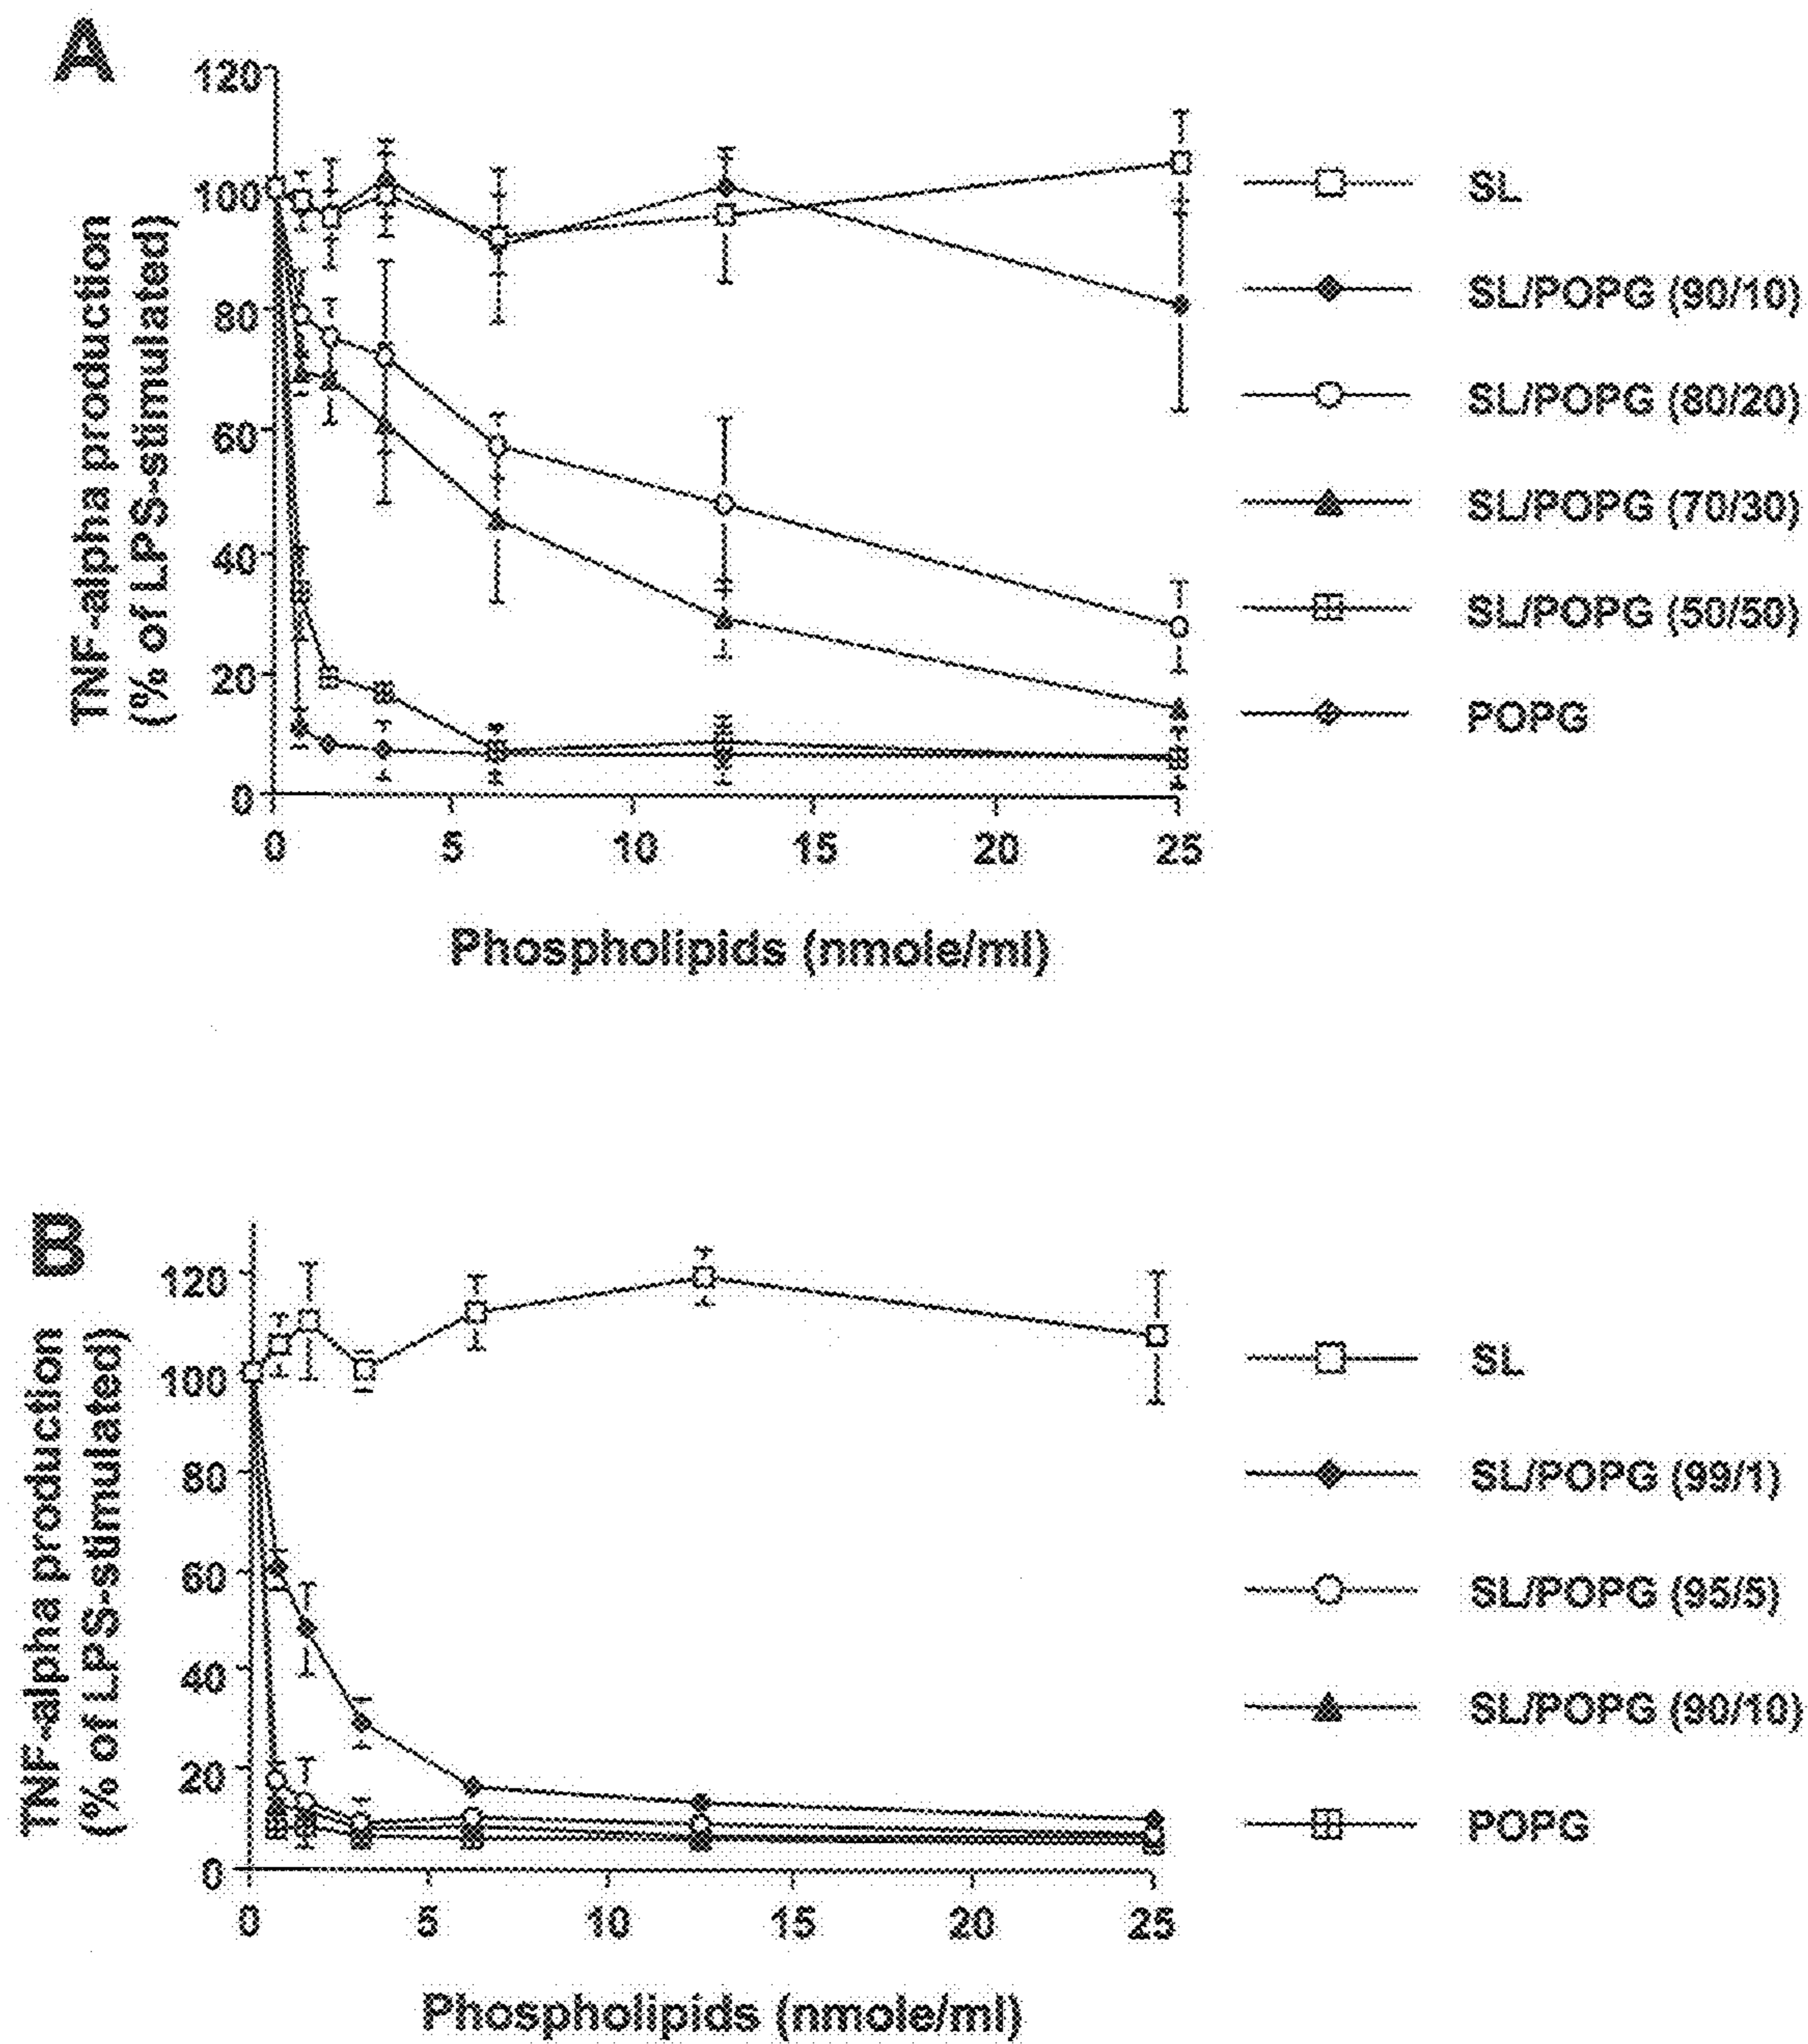 A
120
100
80
60
40
20
0
TNF-alpha production
(% of LPS-stimulated)
0 5 10 15 20 25
Phospholipids (nmole/ml)
SL
SL/POPG (90/10)
SL/POPG (80/20)
SL/POPG (70/30)
SL/POPG (50/50)
POPG
B
120
100
80
60
40
20
0
TNF-alpha production
(% of LPS-stimulated)
0 5 10 15 20 25
Phospholipids (nmole/ml)
SL
SL/POPG (99/1)
SL/POPG (95/5)
SL/POPG (90/10)
POPG